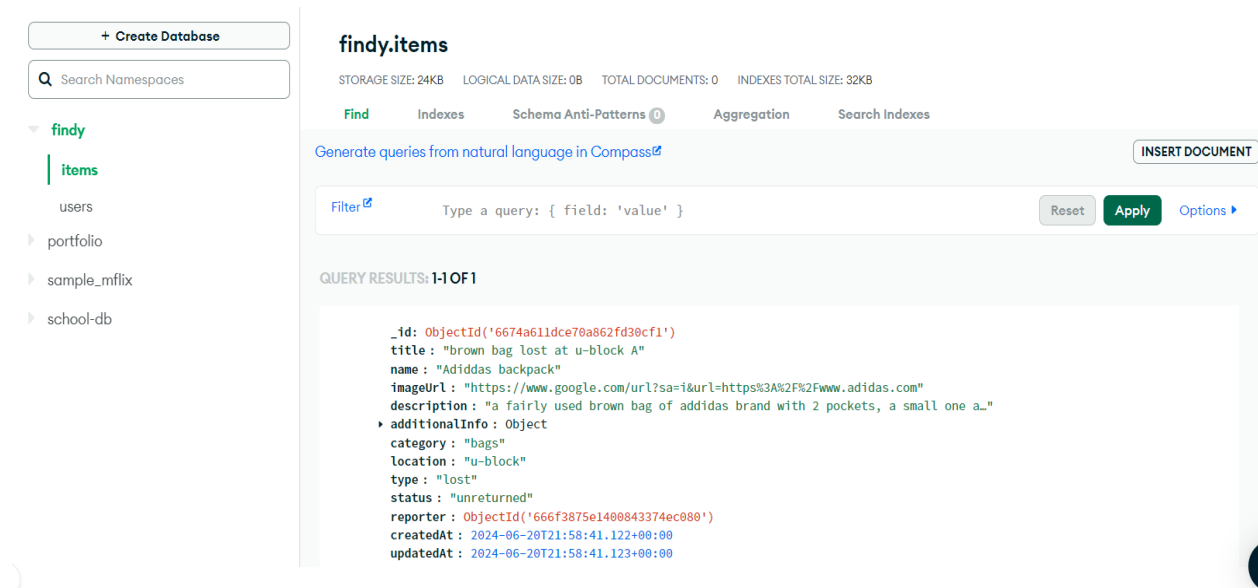 + Create Database
Search Namespaces
findy
items
users
portfolio
sample_mflix
school-db
findy.items
STORAGE SIZE: 24KB LOGICAL DATA SIZE: 0B TOTAL DOCUMENTS: 0 INDEXES TOTAL SIZE: 32KB
Find Indexes Schema Anti-Patterns 0 Aggregation Search Indexes
Generate queries from natural language in Compass
INSERT DOCUMENT
Filter Type a query: { field: 'value' } Reset Apply Options
QUERY RESULTS: 1-1 OF 1
_id: ObjectId('6674a611dce70a862fd30cf1')
title : "brown bag lost at u-block A"
name : "Adiddas backpack"
imageUrl : "https://www.google.com/url?sa=i&url=https%3A%2F%2Fwww.adidas.com"
description : "a fairly used brown bag of addidas brand with 2 pockets, a small one a…"
additionalInfo : Object
category : "bags"
location : "u-block"
type : "lost"
status : "unreturned"
reporter : ObjectId('666f3875e1400843374ec080')
createdAt : 2024-06-20T21:58:41.122+00:00
updatedAt : 2024-06-20T21:58:41.123+00:00